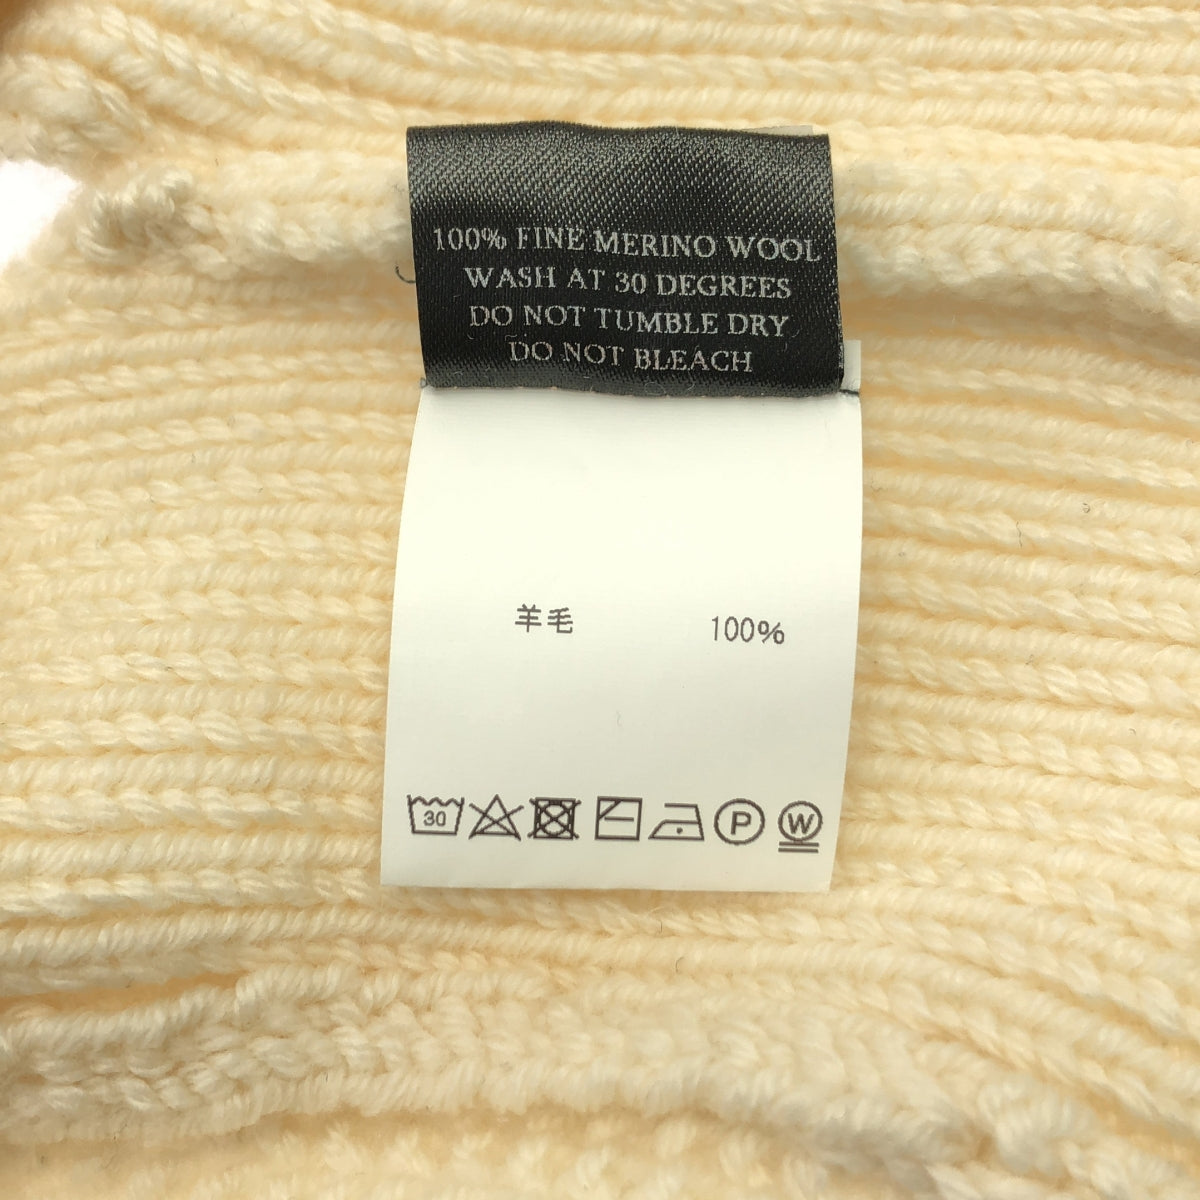 100% FINE MERINO WOOL
WASH AT 30 DEGREES
DO NOT TUMBLE DRY
DO NOT BLEACH
羊毛 100%
30 P W